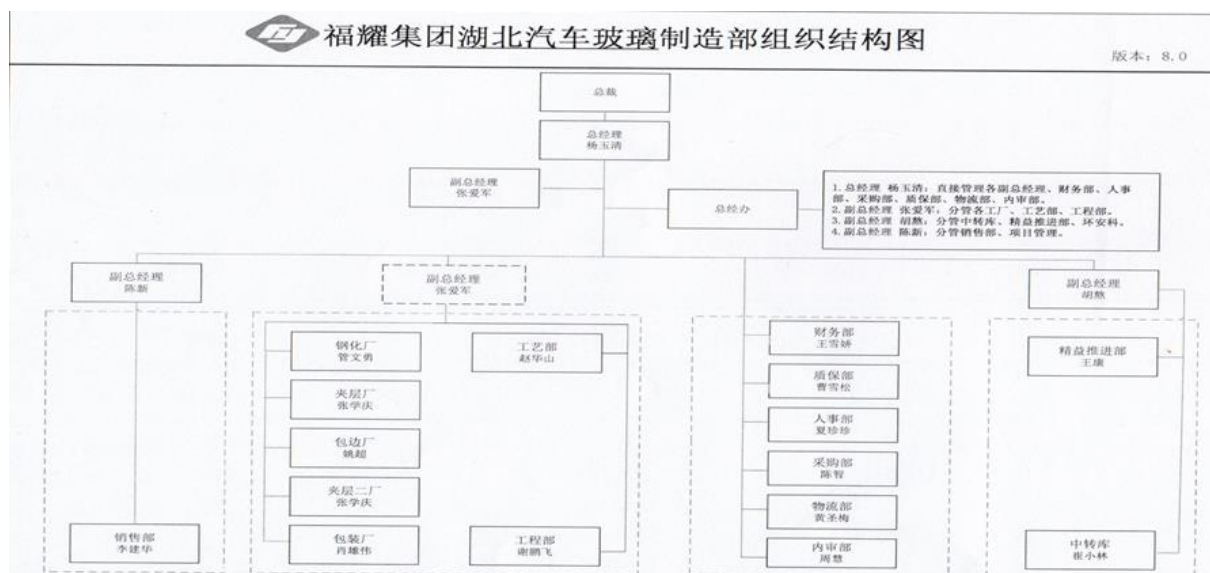 福耀集团湖北汽车玻璃制造部组织结构图
版本：8.0
总裁
总经理
杨玉清
副总经理
张爱军
总经办
1.总经理 杨玉清：直接管理各副总经理、财务部、人事
部、采购部、质保部、物流部、内审部。
2.副总经理 张爱军：分管各工厂、工艺部、工程部。
3.副总经理 胡熬：分管中转库、精益推进部、环安科。
4.副总经理 陈新：分管销售部、项目管理。
副总经理
陈新
副总经理
张爱军
副总经理
胡熬
钢化厂
管文勇
工艺部
赵华山
财务部
王雪娇
精益推进部
王康
夹层厂
张学庆
质保部
曹雪松
包边厂
姚超
人事部
夏珍珍
夹层二厂
张学庆
采购部
陈智
物流部
黄圣梅
销售部
李建华
包装厂
肖雄伟
工程部
谢鹏飞
内审部
周慧
中转库
崔小林